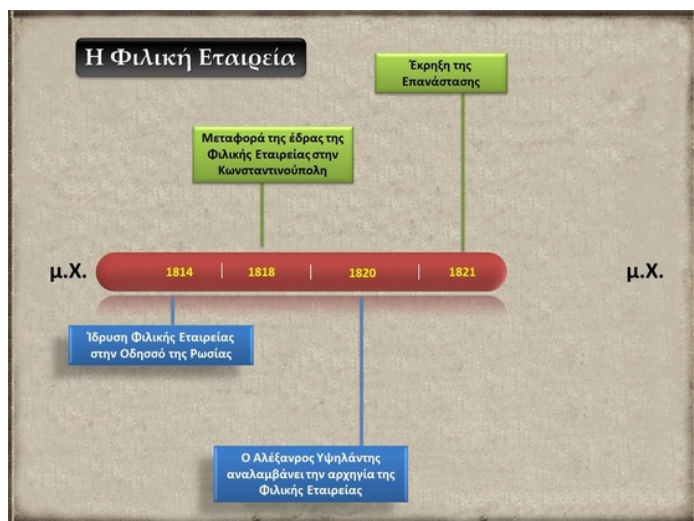 Η Φιλική Εταιρεία
Έκρηξη της
Επανάστασης
Μεταφορά της έδρας της
Φιλικής Εταιρείας στην
Κωνσταντινούπολη
μ.Χ.
1814
1818
1820
1821
μ.Χ.
Ίδρυση Φιλικής Εταιρείας
στην Οδησσό της Ρωσίας
Ο Αλέξανρος Υψηλάντης
αναλαμβάνει την αρχηγία της
Φιλικής Εταιρείας